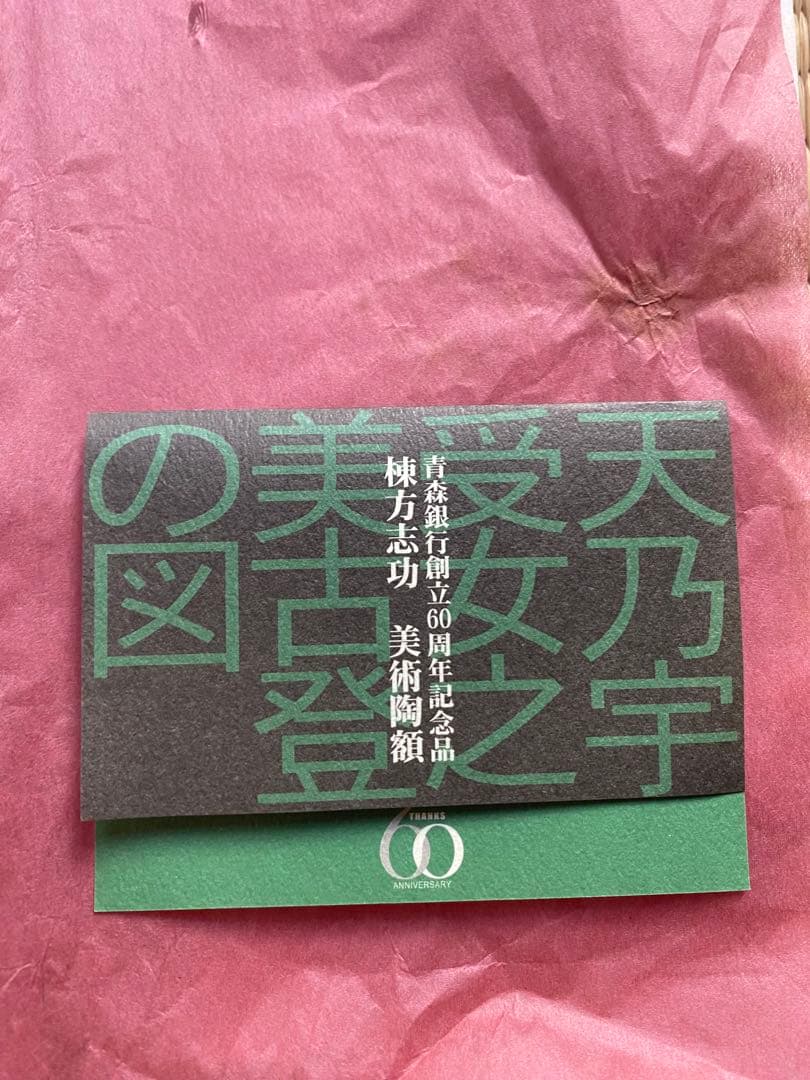 天乃宇
受女之
美古登
の図
青森銀行創立60周年記念品
棟方志功　美術陶額
THANKS
60
ANNIVERSARY